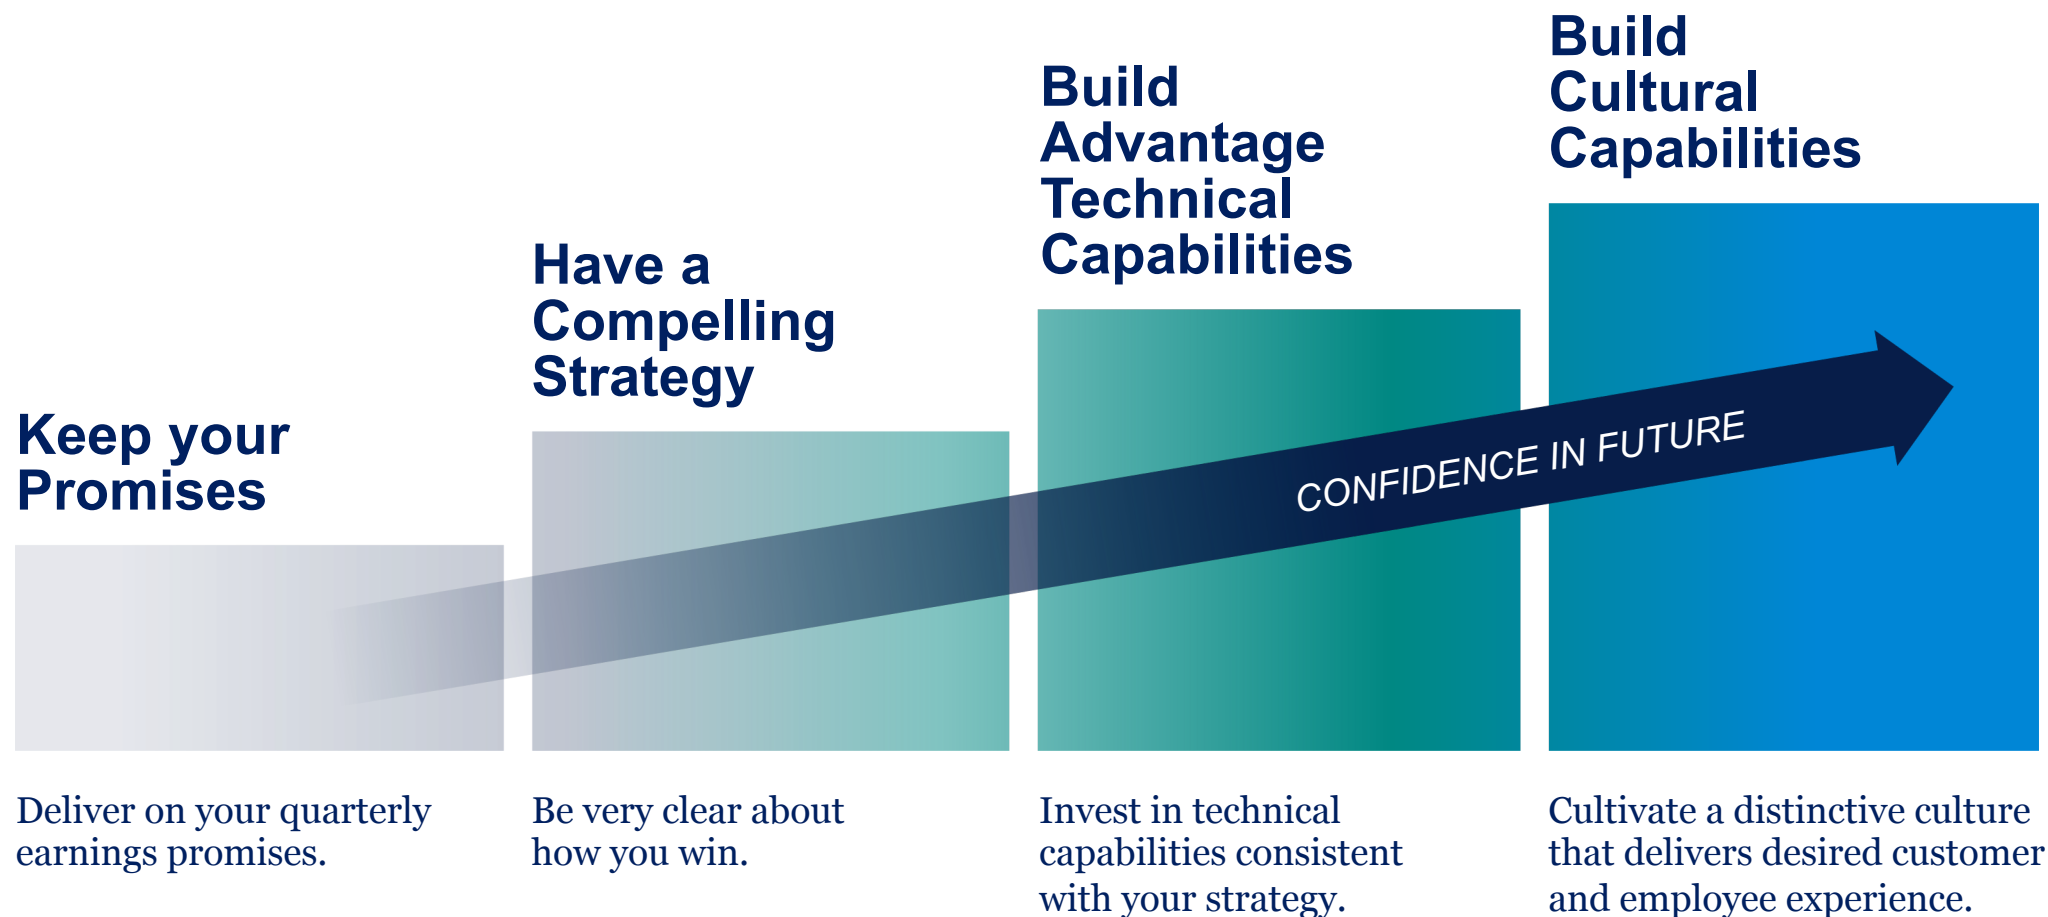 Keep your
Promises
Deliver on your quarterly
earnings promises.
Have a
Compelling
Strategy
Be very clear about
how you win.
Build
Advantage
Technical
Capabilities
Invest in technical
capabilities consistent
with your strategy.
Build
Cultural
Capabilities
Cultivate a distinctive culture
that delivers desired customer
and employee experience.
CONFIDENCE IN FUTURE